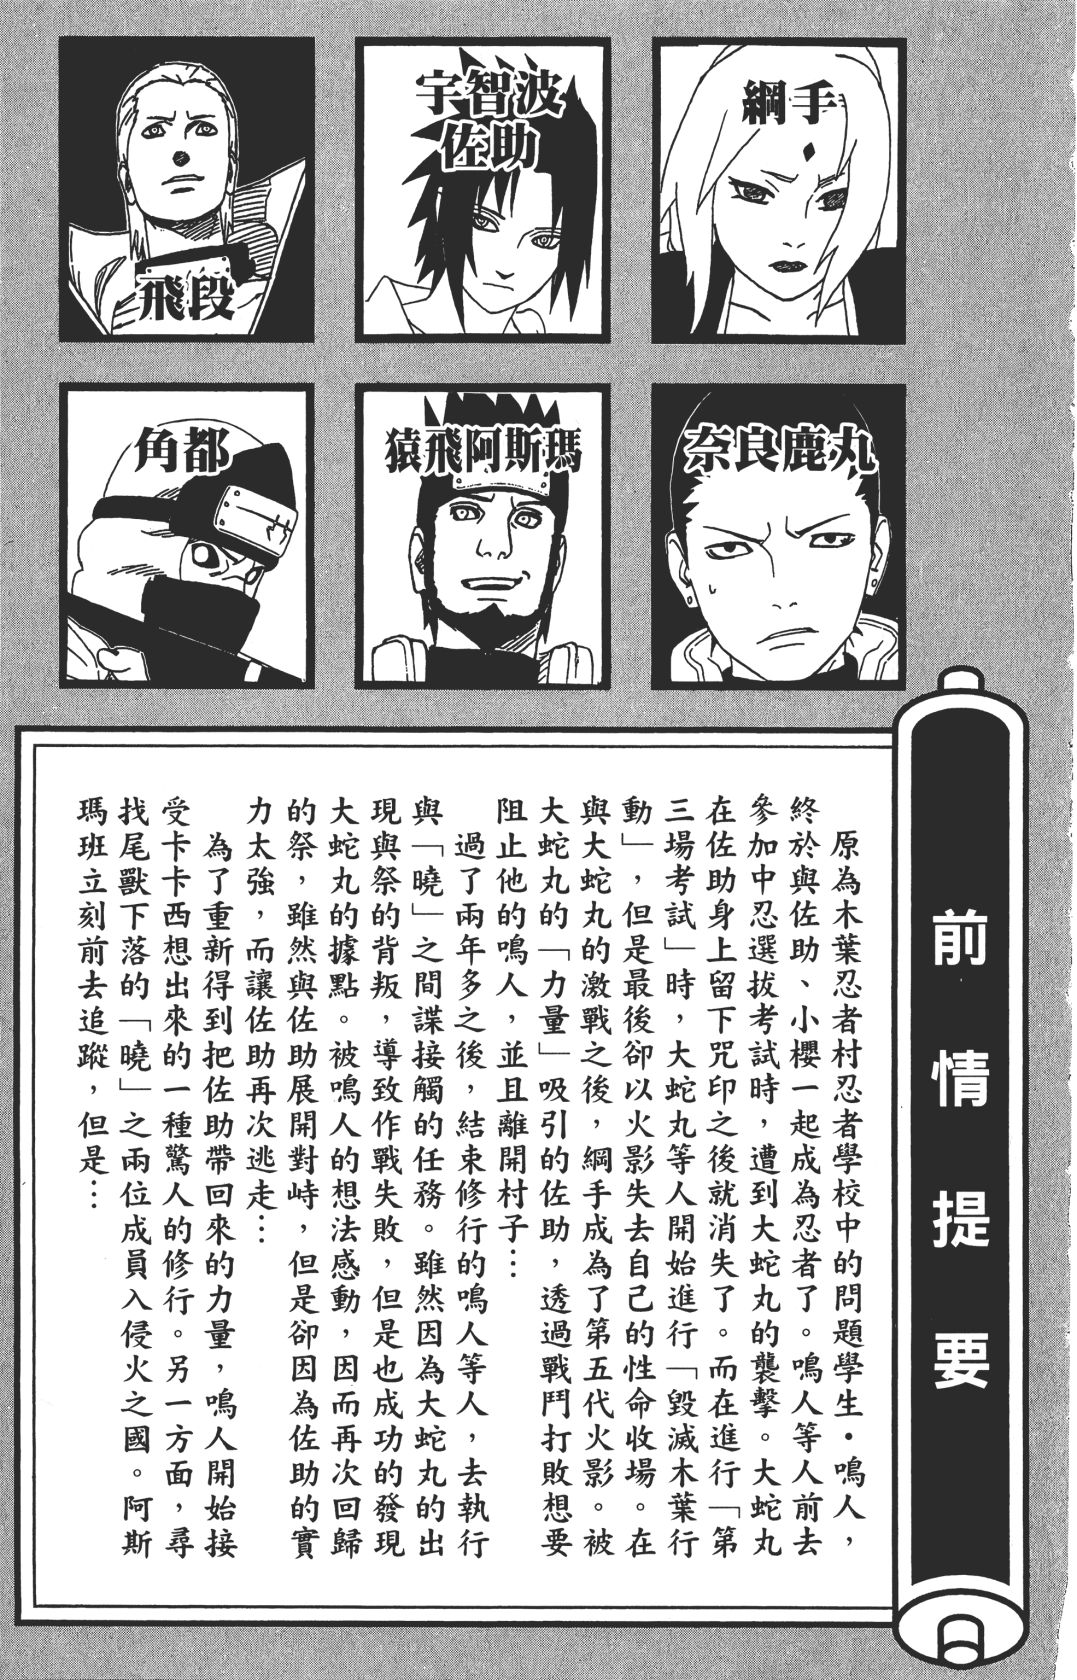 綱手
宇智波
佐助
飛段
奈良鹿丸
猿飛阿斯瑪
角都
前情提要
原為木葉忍者村忍者學校中的問題學生・鳴人，
終於與佐助、小櫻一起成為忍者了。鳴人等人前去
參加中忍選拔考試時，遭到大蛇丸的襲擊。大蛇丸
在佐助身上留下咒印之後就消失了。而在進行「第
三場考試」時，大蛇丸等人開始進行「毀滅木葉行
動」，但是最後卻以火影失去自己的性命收場。在
與大蛇丸的激戰之後，綱手成為了第五代火影。被
大蛇丸的「力量」吸引的佐助，透過戰鬥打敗想要
阻止他的鳴人，並且離開村子…
過了兩年多之後，結束修行的鳴人等人，去執行
與「曉」之間諜接觸的任務。雖然因為大蛇丸的出
現與祭的背叛，導致作戰失敗，但是也成功的發現
大蛇丸的據點。被鳴人的想法感動，因而再次回歸
的祭，雖然與佐助展開對峙，但是卻因為佐助的實
力太強，而讓佐助再次逃走…
為了重新得到把佐助帶回來的力量，鳴人開始接
受卡卡西想出來的一種驚人的修行。另一方面，尋
找尾獸下落的「曉」之兩位成員入侵火之國。阿斯
瑪班立刻前去追蹤，但是…